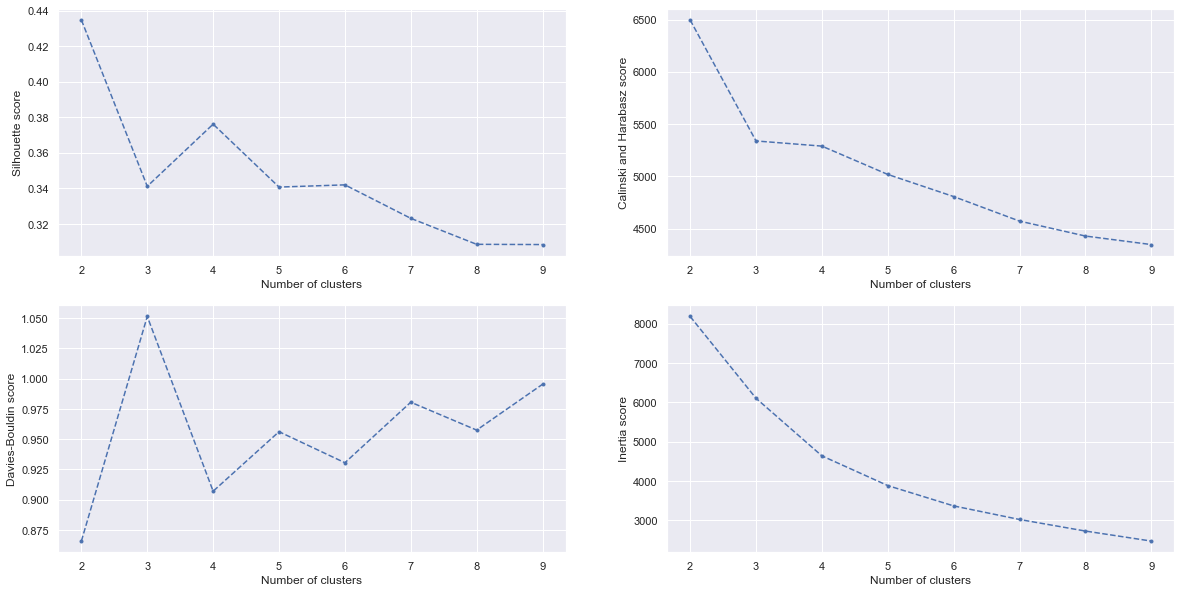 0.44
0.42
0.40
0.38
0.36
0.34
0.32
Silhouette score
2 3 4 5 6 7 8 9
Number of clusters
6500
6000
5500
5000
4500
Calinski and Harabasz score
2 3 4 5 6 7 8 9
Number of clusters
1.050
1.025
1.000
0.975
0.950
0.925
0.900
0.875
Davies-Bouldin score
2 3 4 5 6 7 8 9
Number of clusters
8000
7000
6000
5000
4000
3000
Inertia score
2 3 4 5 6 7 8 9
Number of clusters